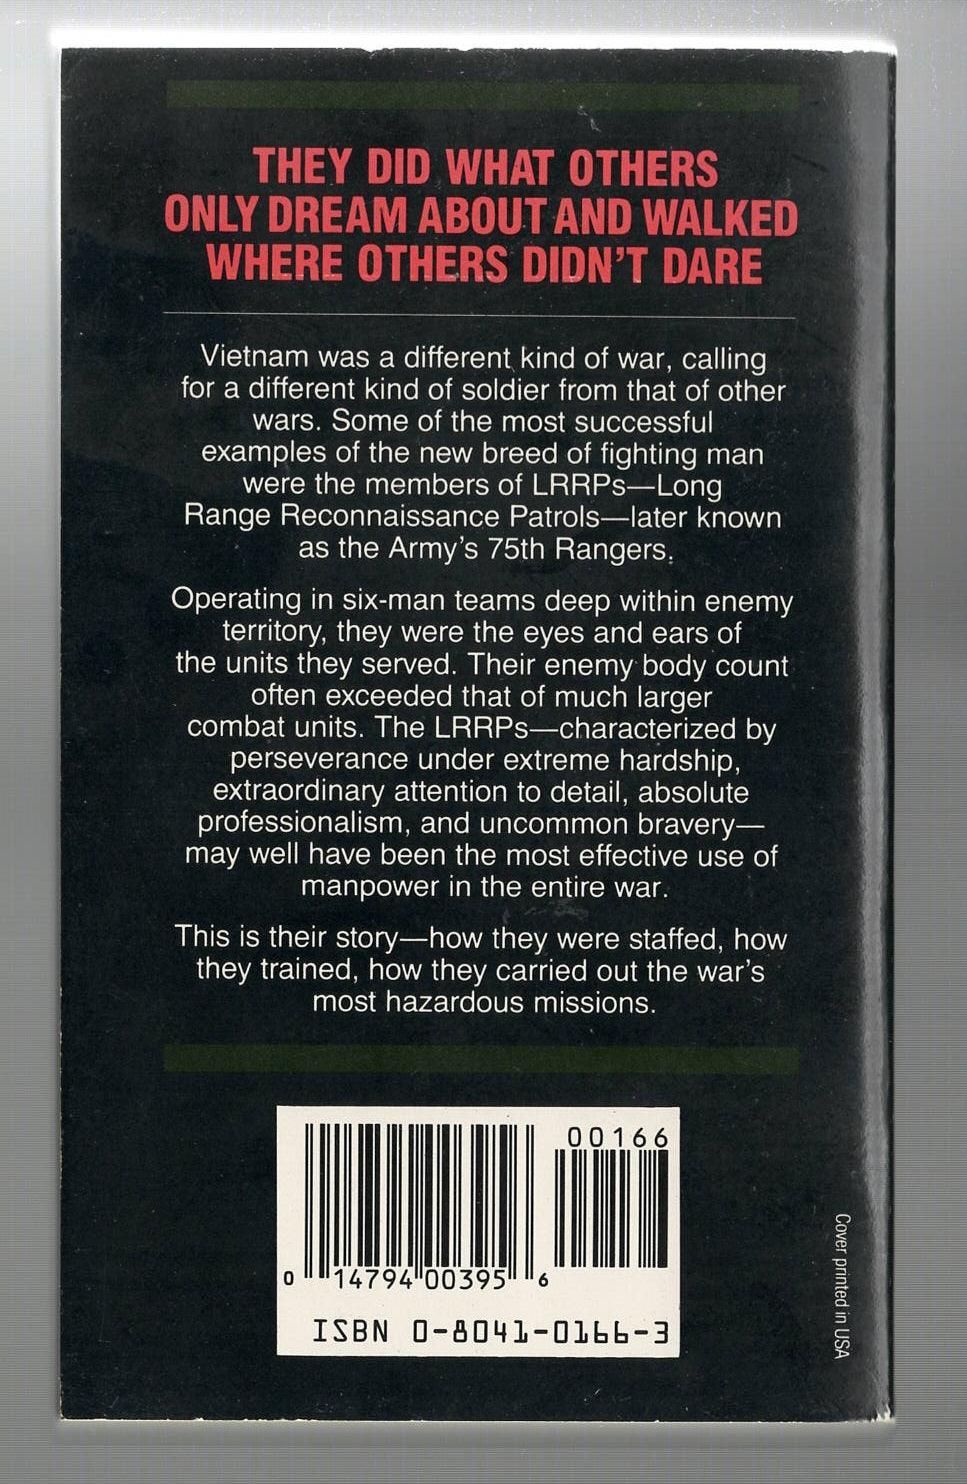 THEY DID WHAT OTHERS
ONLY DREAM ABOUT AND WALKED
WHERE OTHERS DIDN'T DARE
Vietnam was a different kind of war, calling
for a different kind of soldier from that of other
wars. Some of the most successful
examples of the new breed of fighting man
were the members of LRRPs—Long
Range Reconnaissance Patrols—later known
as the Army's 75th Rangers.
Operating in six-man teams deep within enemy
territory, they were the eyes and ears of
the units they served. Their enemy body count
often exceeded that of much larger
combat units. The LRRPs—characterized by
perseverance under extreme hardship,
extraordinary attention to detail, absolute
professionalism, and uncommon bravery—
may well have been the most effective use of
manpower in the entire war.
This is their story—how they were staffed, how
they trained, how they carried out the war's
most hazardous missions.
00166
0 14794 00395 6
ISBN 0-8041-0166-3
Cover printed in USA